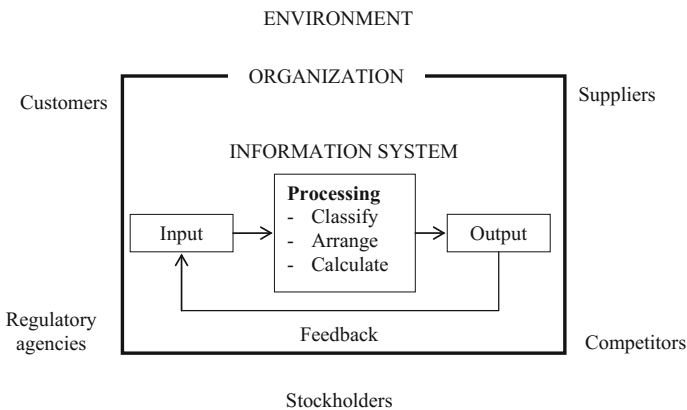 ENVIRONMENT
ORGANIZATION
Customers
Suppliers
INFORMATION SYSTEM
Processing
- Classify
- Arrange
- Calculate
Input
Output
Feedback
Regulatory
agencies
Competitors
Stockholders